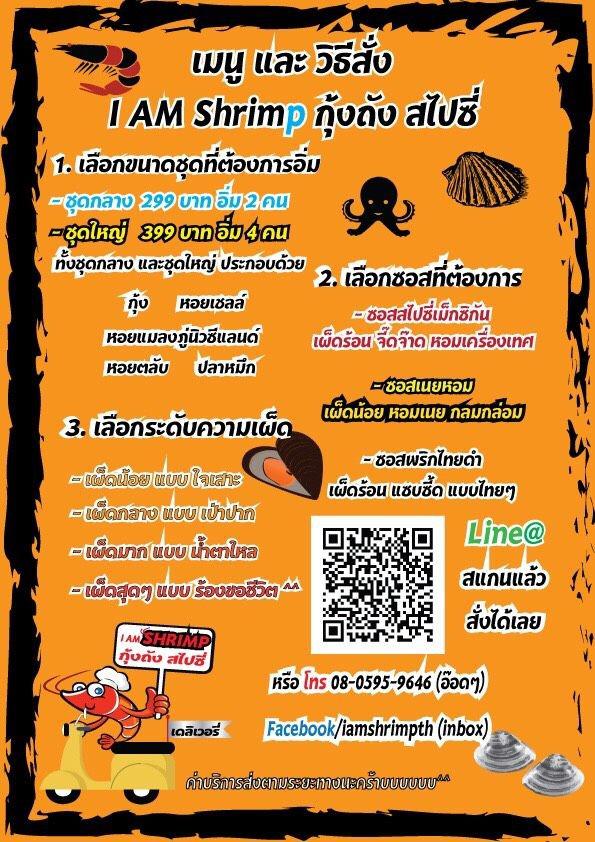 เมนู และ วิธีสั่ง
I AM Shrimp กุ้งถัง สไปซี่
1. เลือกขนาดชุดที่ต้องการอิ่ม
- ชุดกลาง 299 บาท อิ่ม 2 คน
- ชุดใหญ่ 399 บาท อิ่ม 4 คน
ทั้งชุดกลาง และชุดใหญ่ ประกอบด้วย
กุ้ง หอยเชลล์
หอยแมลงภู่นิวซีแลนด์
หอยตลับ ปลาหมึก
2. เลือกซอสที่ต้องการ
- ซอสสไปซี่เม็กซิกัน
เผ็ดร้อน จี๊ดจ๊าด หอมเครื่องเทศ
- ซอสเนยหอม
เผ็ดน้อย หอมเนย กลมกล่อม
- ซอสพริกไทยดำ
เผ็ดร้อน แซบซี้ด แบบไทยๆ
3. เลือกระดับความเผ็ด
- เผ็ดน้อย แบบ ใจเสาะ
- เผ็ดกลาง แบบ เป่าปาก
- เผ็ดมาก แบบ น้ำตาไหล
- เผ็ดสุดๆ แบบ ร้องขอชีวิต ^^
Line@
สแกนแล้ว
สั่งได้เลย
I AM SHRIMP
กุ้งถัง สไปซี่
เดลิเวอรี่
หรือ โทร 08-0595-9646 (อ๊อดๆ)
Facebook/iamshrimpth (inbox)
ค่าบริการส่งตามระยะทางนะคร้าบบบบบบ^^